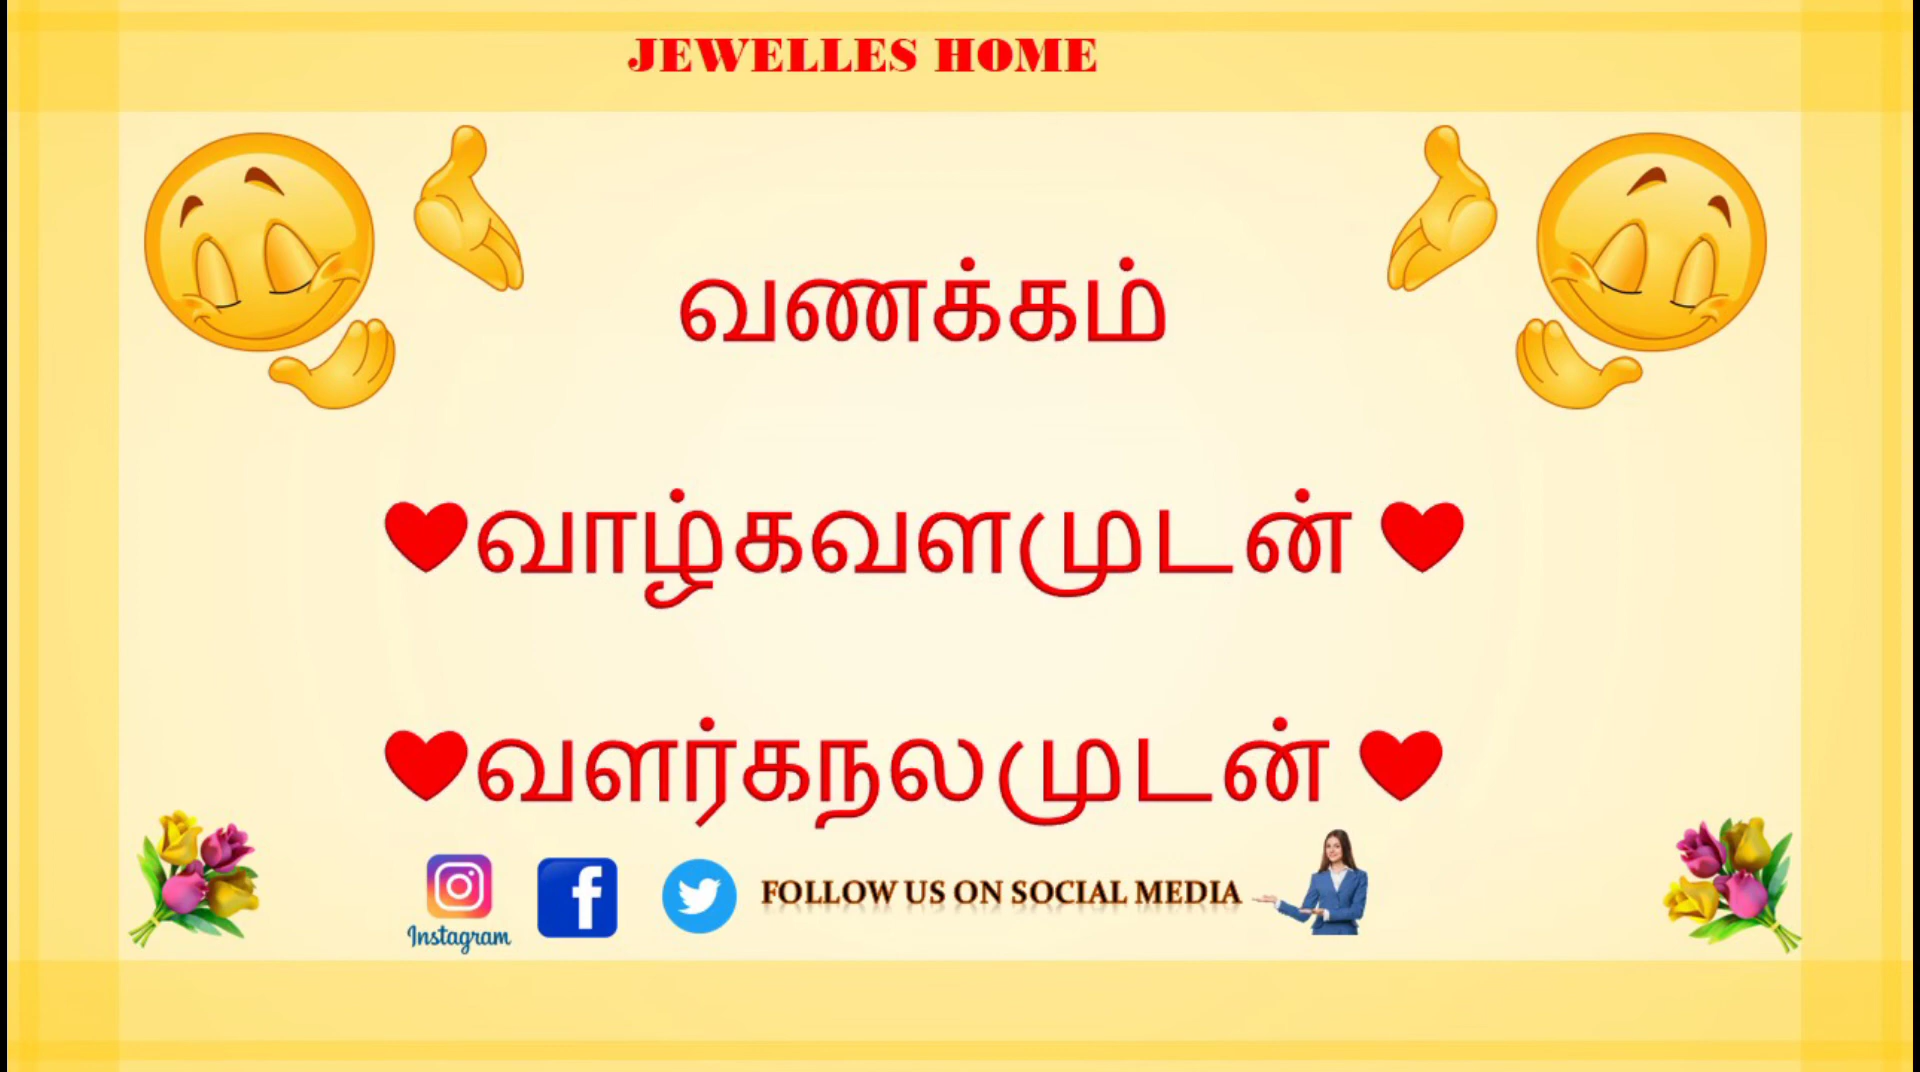 JEWELLES HOME
வணக்கம்
❤வாழ்கவளமுடன் ❤
❤வளர்கநலமுடன் ❤
Instagram
f
FOLLOW US ON SOCIAL MEDIA